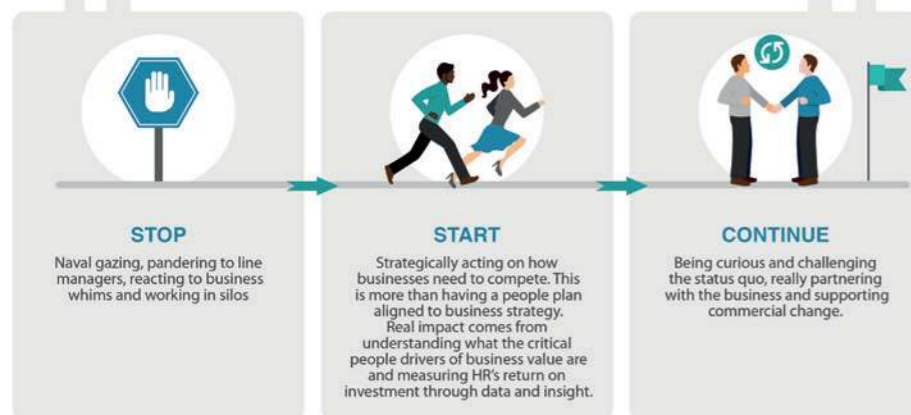 STOP
Naval gazing, pandering to line
managers, reacting to business
whims and working in silos
START
Strategically acting on how
businesses need to compete. This
is more than having a people plan
aligned to business strategy.
Real impact comes from
understanding what the critical
people drivers of business value are
and measuring HR's return on
investment through data and insight.
CONTINUE
Being curious and challenging
the status quo, really partnering
with the business and supporting
commercial change.